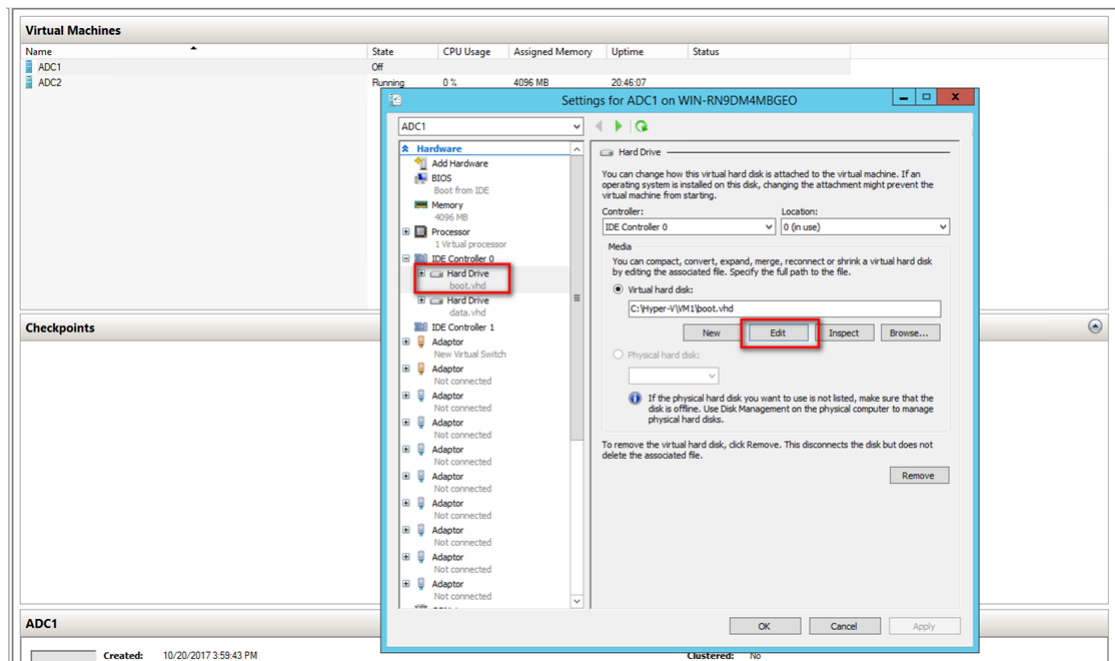 Virtual Machines
Name State CPU Usage Assigned Memory Uptime Status
ADC1 Off
ADC2 Running 0 % 4096 MB 20:46:07
Settings for ADC1 on WIN-RN9DM4MBGEO
ADC1
Hardware
Add Hardware
BIOS
Boot from IDE
Memory
4096 MB
Processor
1 Virtual processor
IDE Controller 0
Hard Drive
boot.vhd
Hard Drive
data.vhd
IDE Controller 1
Adaptor
New Virtual Switch
Adaptor
Not connected
Adaptor
Not connected
Adaptor
Not connected
Adaptor
Not connected
Adaptor
Not connected
Adaptor
Not connected
Adaptor
Not connected
Adaptor
Not connected
Adaptor
Not connected
Hard Drive
You can change how this virtual hard disk is attached to the virtual machine. If an
operating system is installed on this disk, changing the attachment might prevent the
virtual machine from starting.
Controller: Location:
IDE Controller 0 0 (in use)
Media
You can compact, convert, expand, merge, reconnect or shrink a virtual hard disk
by editing the associated file. Specify the full path to the file.
Virtual hard disk:
C:\Hyper-V\VM1\boot.vhd
New Edit Inspect Browse...
Physical hard disk:
If the physical hard disk you want to use is not listed, make sure that the
disk is offline. Use Disk Management on the physical computer to manage
physical hard disks.
To remove the virtual hard disk, click Remove. This disconnects the disk but does not
delete the associated file.
Remove
OK Cancel Apply
Checkpoints
ADC1
Created: 10/20/2017 3:59:43 PM Clustered: No